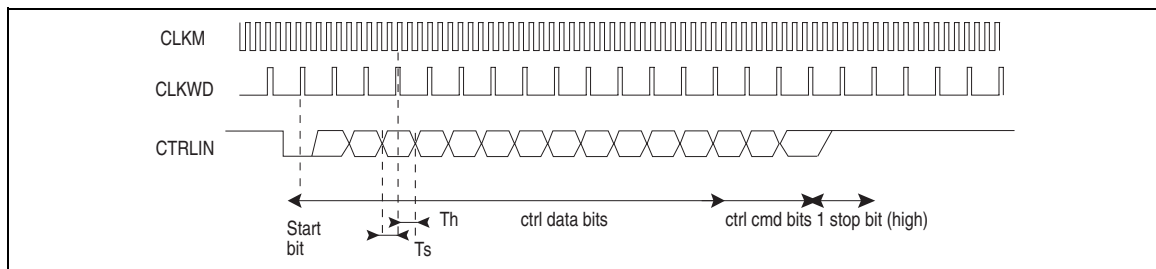 CLKM
CLKWD
CTRLIN
Start
bit
Th
Ts
ctrl data bits
ctrl cmd bits
1 stop bit (high)